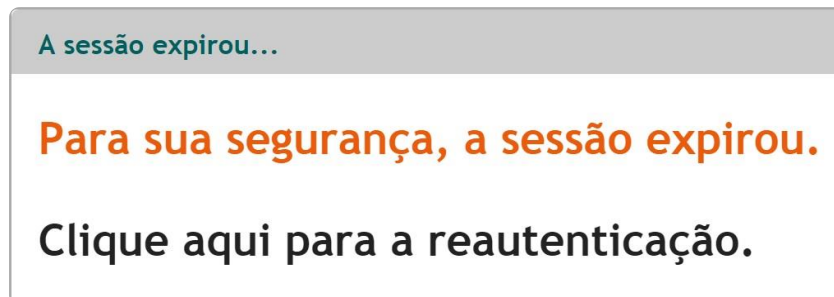 A sessão expirou...
Para sua segurança, a sessão expirou.
Clique aqui para a reautenticação.